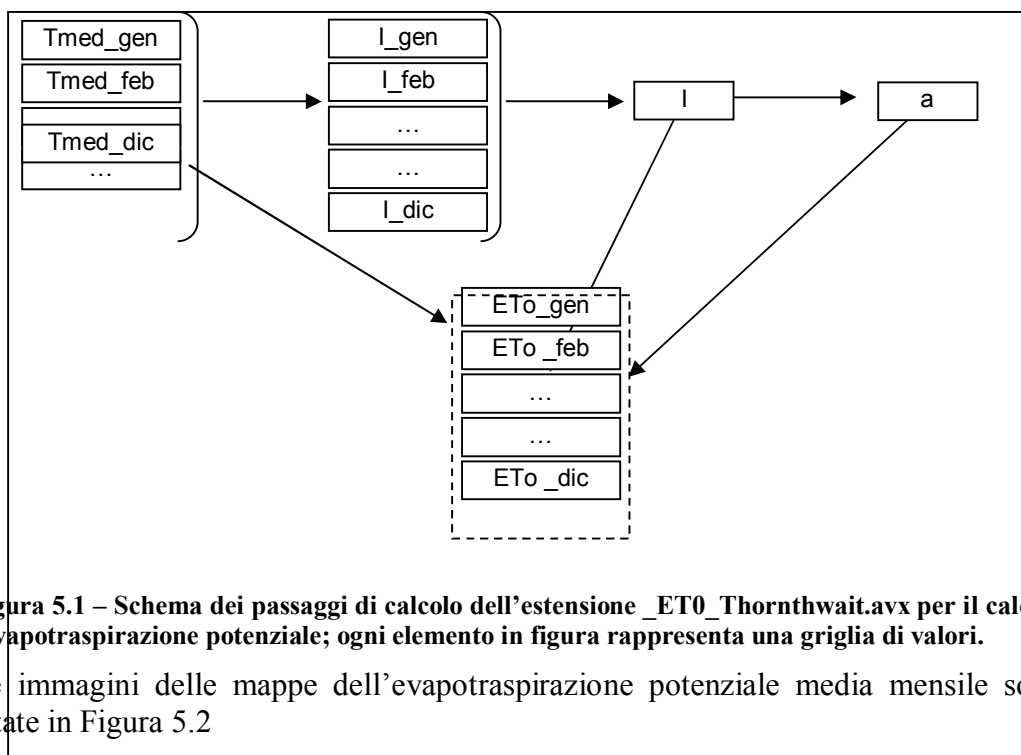 Tmed_gen
Tmed_feb
Tmed_dic
…
I_gen
I_feb
…
…
I_dic
I
a
ETo_gen
ETo _feb
…
…
ETo _dic
gura 5.1 – Schema dei passaggi di calcolo dell’estensione _ET0_Thornthwait.avx per il calc
vapotraspirazione potenziale; ogni elemento in figura rappresenta una griglia di valori.
e immagini delle mappe dell’evapotraspirazione potenziale media mensile so
tate in Figura 5.2